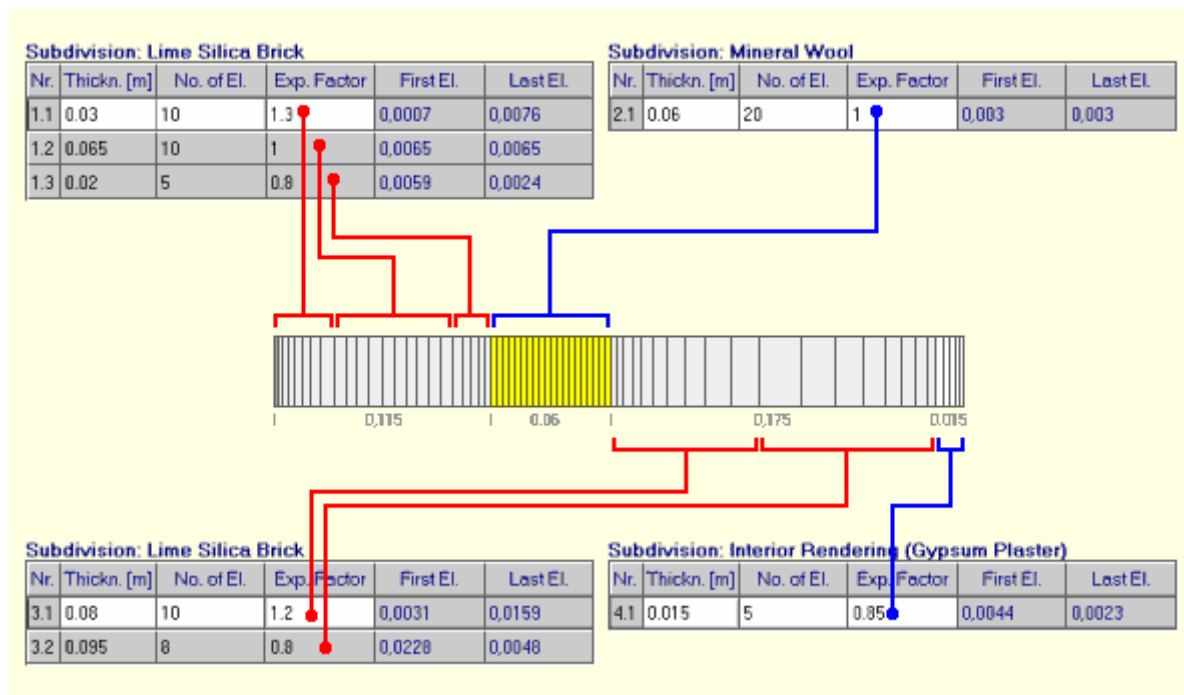 Subdivision: Lime Silica Brick
Nr. Thickn. [m] No. of El. Exp. Factor First El. Last El.
1.1 0.03 10 1.3 0,0007 0,0076
1.2 0.065 10 1 0,0065 0,0065
1.3 0.02 5 0.8 0,0059 0,0024
Subdivision: Mineral Wool
Nr. Thickn. [m] No. of El. Exp. Factor First El. Last El.
2.1 0.06 20 1 0,003 0,003
0,115 0.06 0,175 0.015
Subdivision: Lime Silica Brick
Nr. Thickn. [m] No. of El. Exp. Factor First El. Last El.
3.1 0.08 10 1.2 0,0031 0,0159
3.2 0.095 8 0.8 0,0228 0,0048
Subdivision: Interior Rendering (Gypsum Plaster)
Nr. Thickn. [m] No. of El. Exp. Factor First El. Last El.
4.1 0.015 5 0.85 0,0044 0,0023